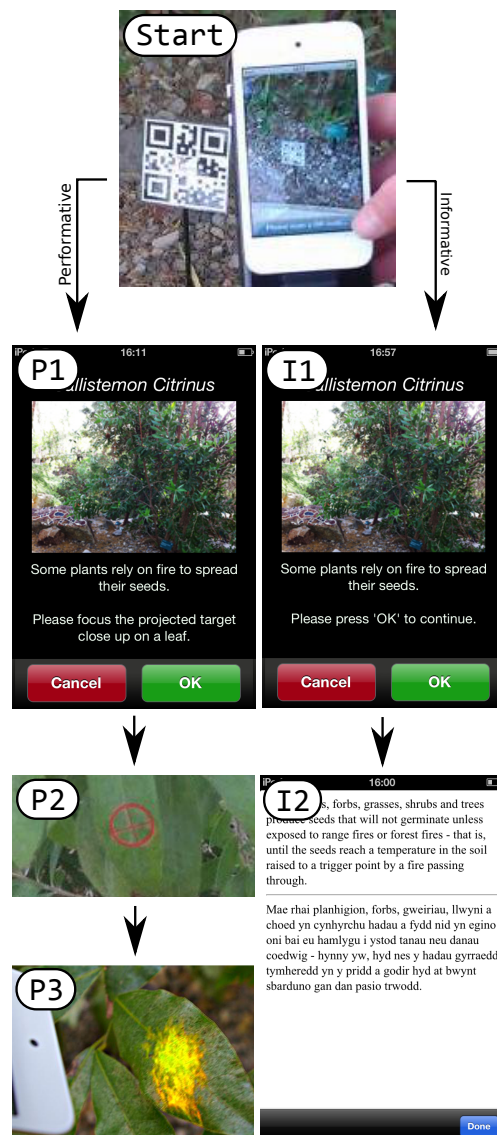 Start
Performative
Informative
P1
16:11
allistemon Citrinus
Some plants rely on fire to spread
their seeds.
Please focus the projected target
close up on a leaf.
Cancel
OK
I1
16:57
allistemon Citrinus
Some plants rely on fire to spread
their seeds.
Please press 'OK' to continue.
Cancel
OK
P2
P3
I2
16:00
forbs, grasses, shrubs and trees
produce seeds that will not germinate unless
exposed to range fires or forest fires - that is,
until the seeds reach a temperature in the soil
raised to a trigger point by a fire passing
through.
Mae rhai planhigion, forbs, gweiriau, llwyni a
choed yn cynhyrchu hadau a fydd nid yn egino
oni bai eu hamlygu i ystod tanau neu danau
coedwig - hynny yw, hyd nes y hadau gyrraedd
tymheredd yn y pridd a godir hyd at bwynt
sbarduno gan dan pasio trwodd.
Done